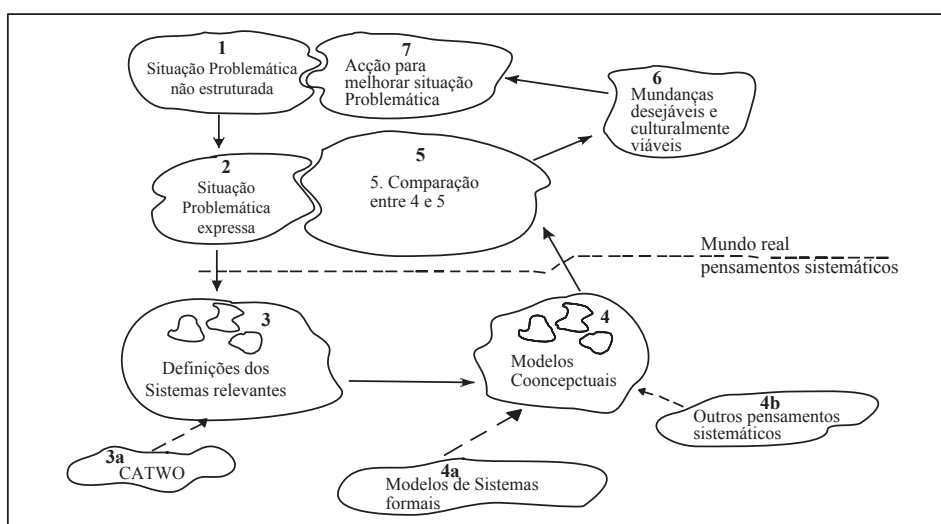 1
Situação Problemática
não estruturada
7
Acção para
melhorar situação
Problemática
6
Mundanças
desejáveis e
culturalmente
viáveis
2
Situação
Problemática
expressa
5
5. Comparação
entre 4 e 5
Mundo real
pensamentos sistemáticos
3
Definições dos
Sistemas relevantes
4
Modelos
Cooncepctuais
4b
Outros pensamentos
sistemáticos
3a
CATWO
4a
Modelos de Sistemas
formais